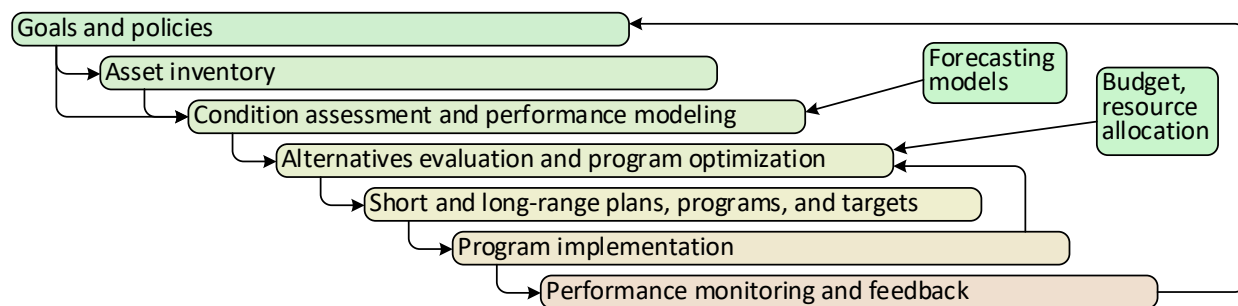 Goals and policies
Asset inventory
Forecasting
models
Budget,
resource
allocation
Condition assessment and performance modeling
Alternatives evaluation and program optimization
Short and long-range plans, programs, and targets
Program implementation
Performance monitoring and feedback